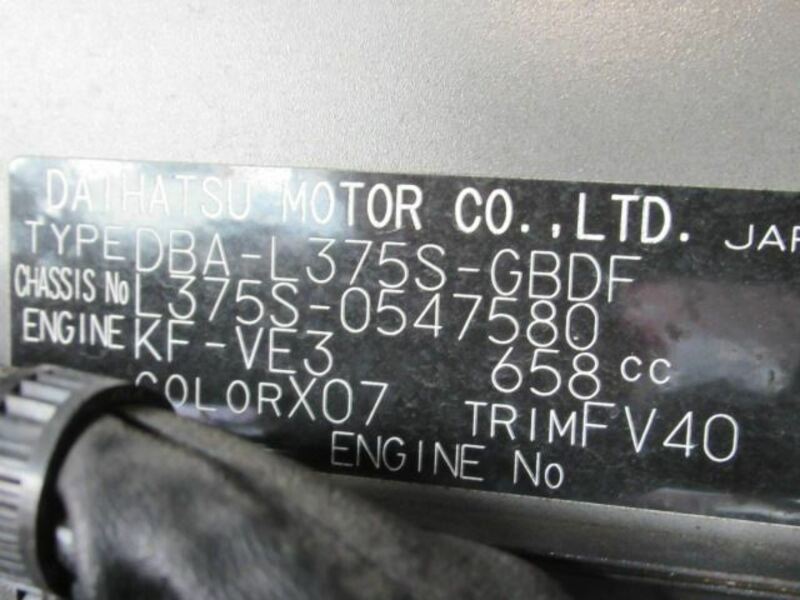 DAIHATSU MOTOR CO.,LTD. JAP
TYPE DBA-L375S-GBDF
CHASSIS No L375S-0547580
ENGINE KF-VE3 658 cc
COLOR X07 TRIM FV40
ENGINE No